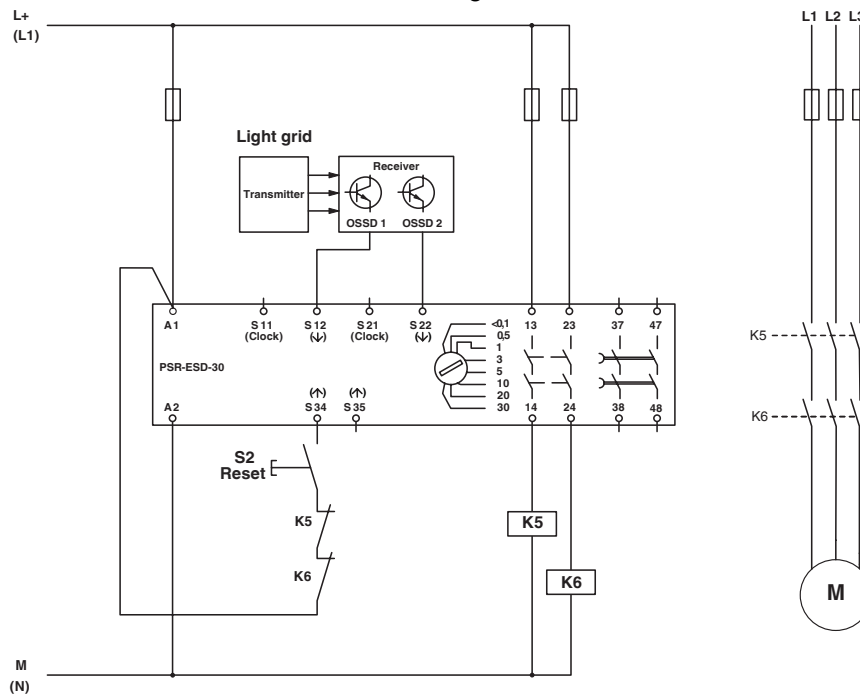 L+
(L1)
L1 L2 L3
Light grid
Receiver
Transmitter
OSSD 1 OSSD 2
A1 S11 S12 S21 S22 <0,1 13 23 37 47
(Clock) (↓) (Clock) (↓) 0,5
1
3
PSR-ESD-30 5
10
(↑) (↑) 20
A2 S34 S35 30 14 24 38 48
K5
K6
S2
Reset
K5 K5
K6 K6
M
M
(N)